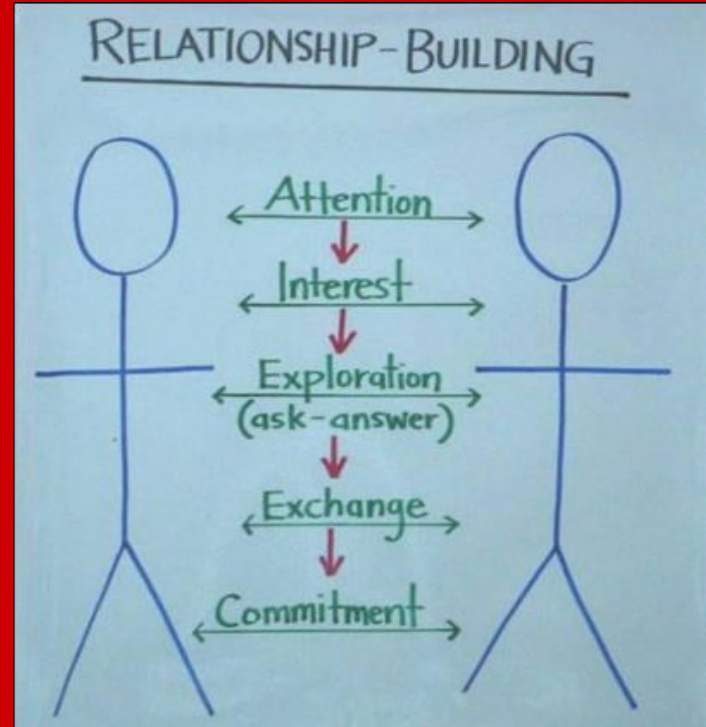 RELATIONSHIP-BUILDING
Attention
Interest
Exploration
(ask-answer)
Exchange
Commitment